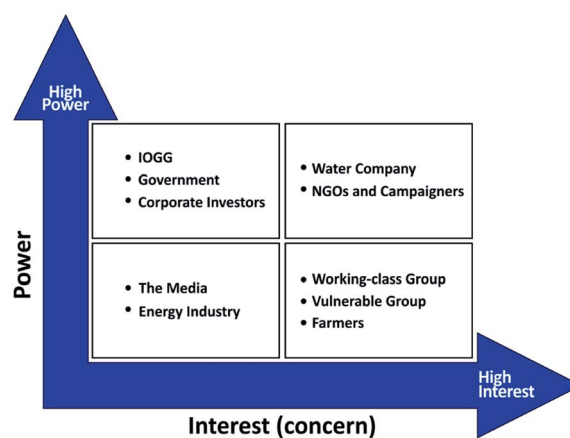 High
Power
• IOGG
• Government
• Corporate Investors
• Water Company
• NGOs and Campaigners
• The Media
• Energy Industry
• Working-class Group
• Vulnerable Group
• Farmers
Power
High
Interest
Interest (concern)